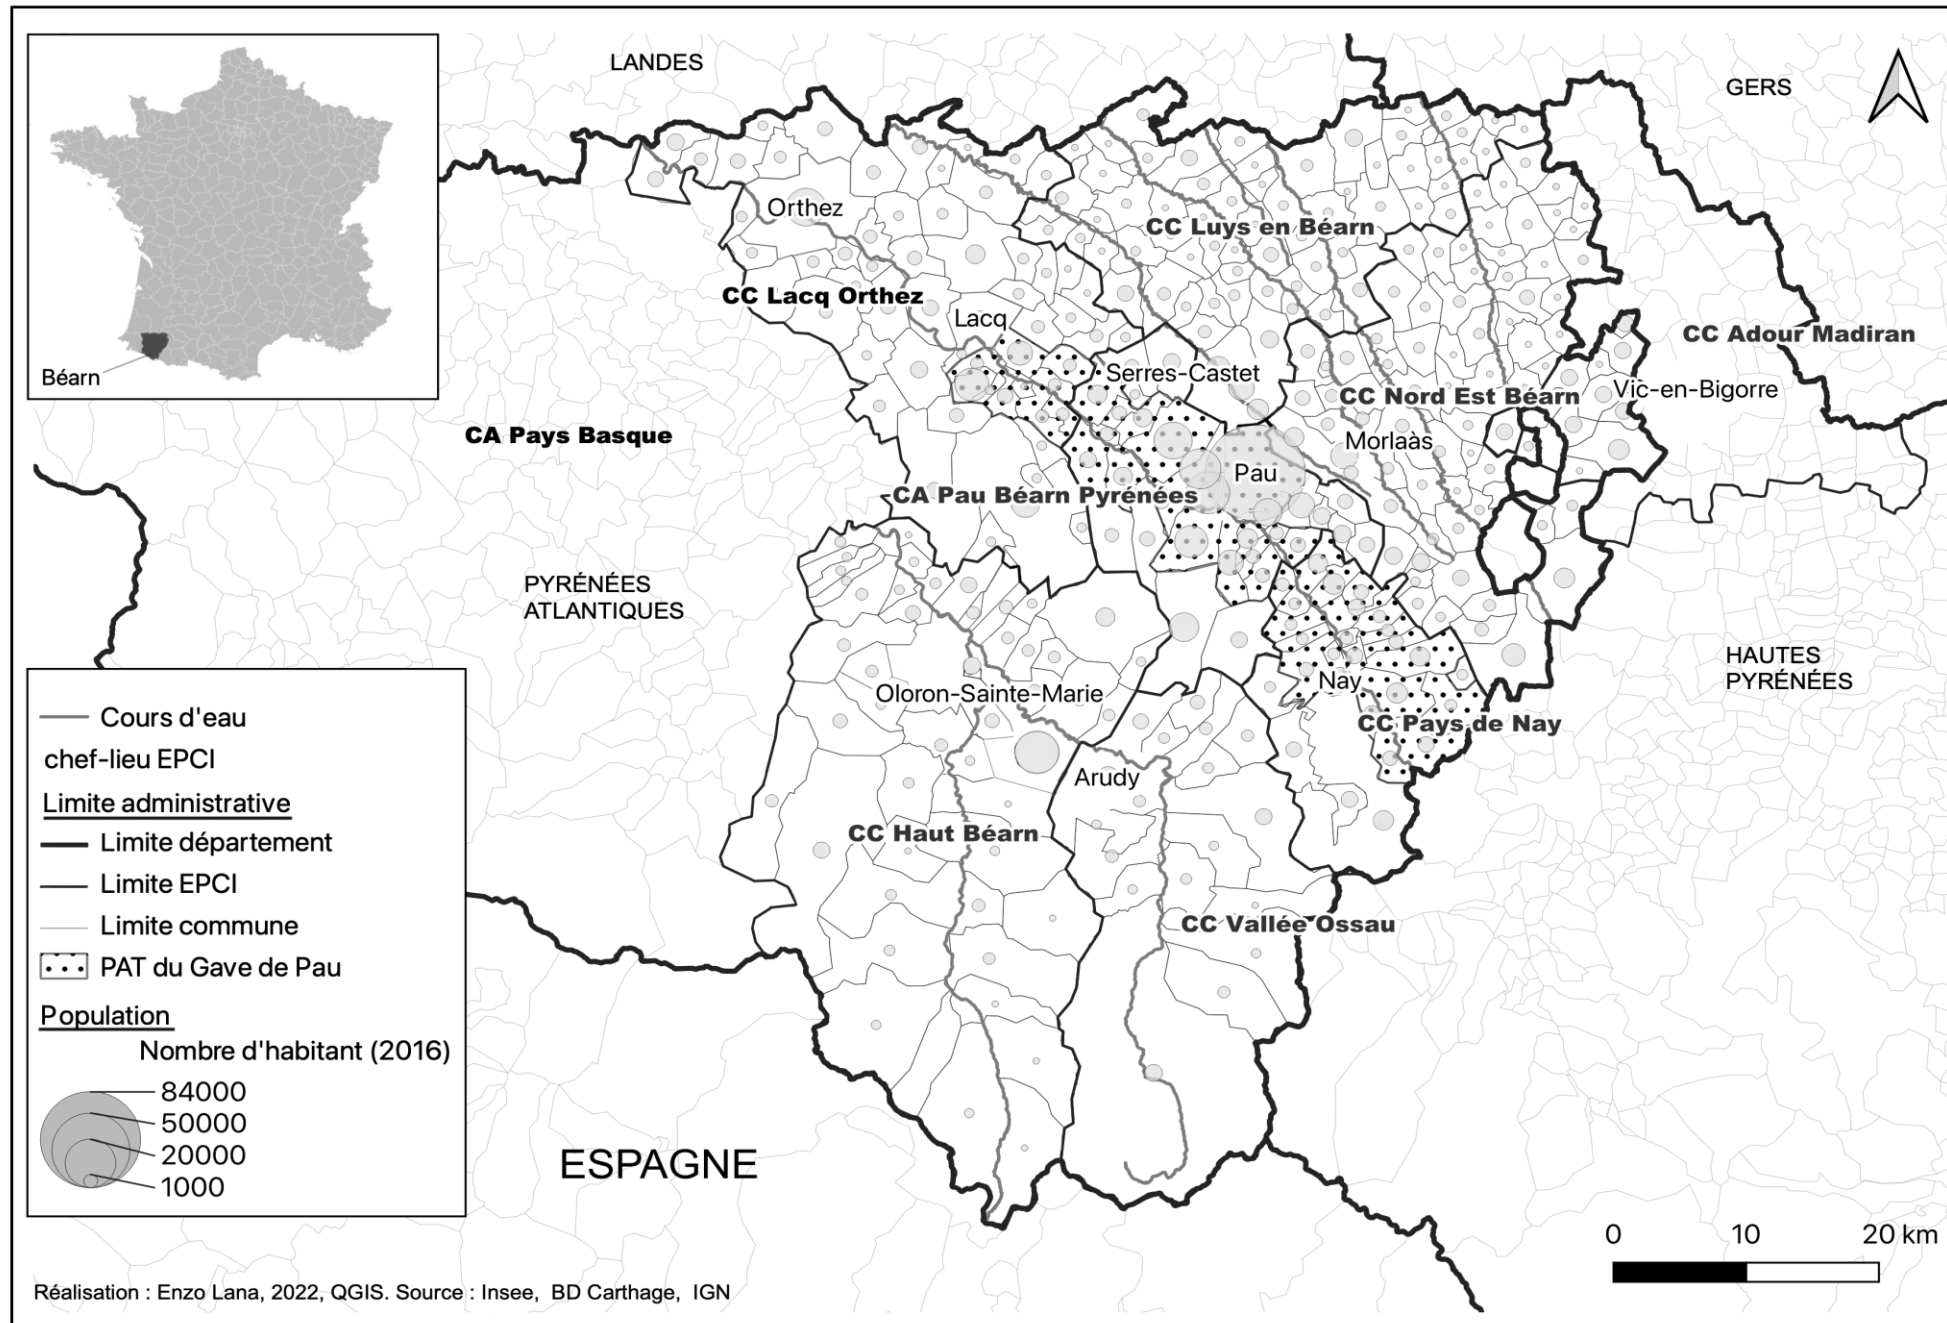 LANDES
GERS
Orthez
CC Luys en Béarn
CC Lacq Orthez
Lacq
CC Adour Madiran
Béarn
Serres-Castet
CC Nord Est Béarn
Vic-en-Bigorre
CA Pays Basque
Morlaàs
Pau
CA Pau Béarn Pyrénées
PYRÉNÉES
ATLANTIQUES
HAUTES
PYRÉNÉES
Nay
Oloron-Sainte-Marie
CC Pays de Nay
Arudy
CC Haut Béarn
CC Vallée Ossau
ESPAGNE
Cours d'eau
chef-lieu EPCI
Limite administrative
Limite département
Limite EPCI
Limite commune
PAT du Gave de Pau
Population
Nombre d'habitant (2016)
84000
50000
20000
1000
0 10 20 km
Réalisation : Enzo Lana, 2022, QGIS. Source : Insee, BD Carthage, IGN